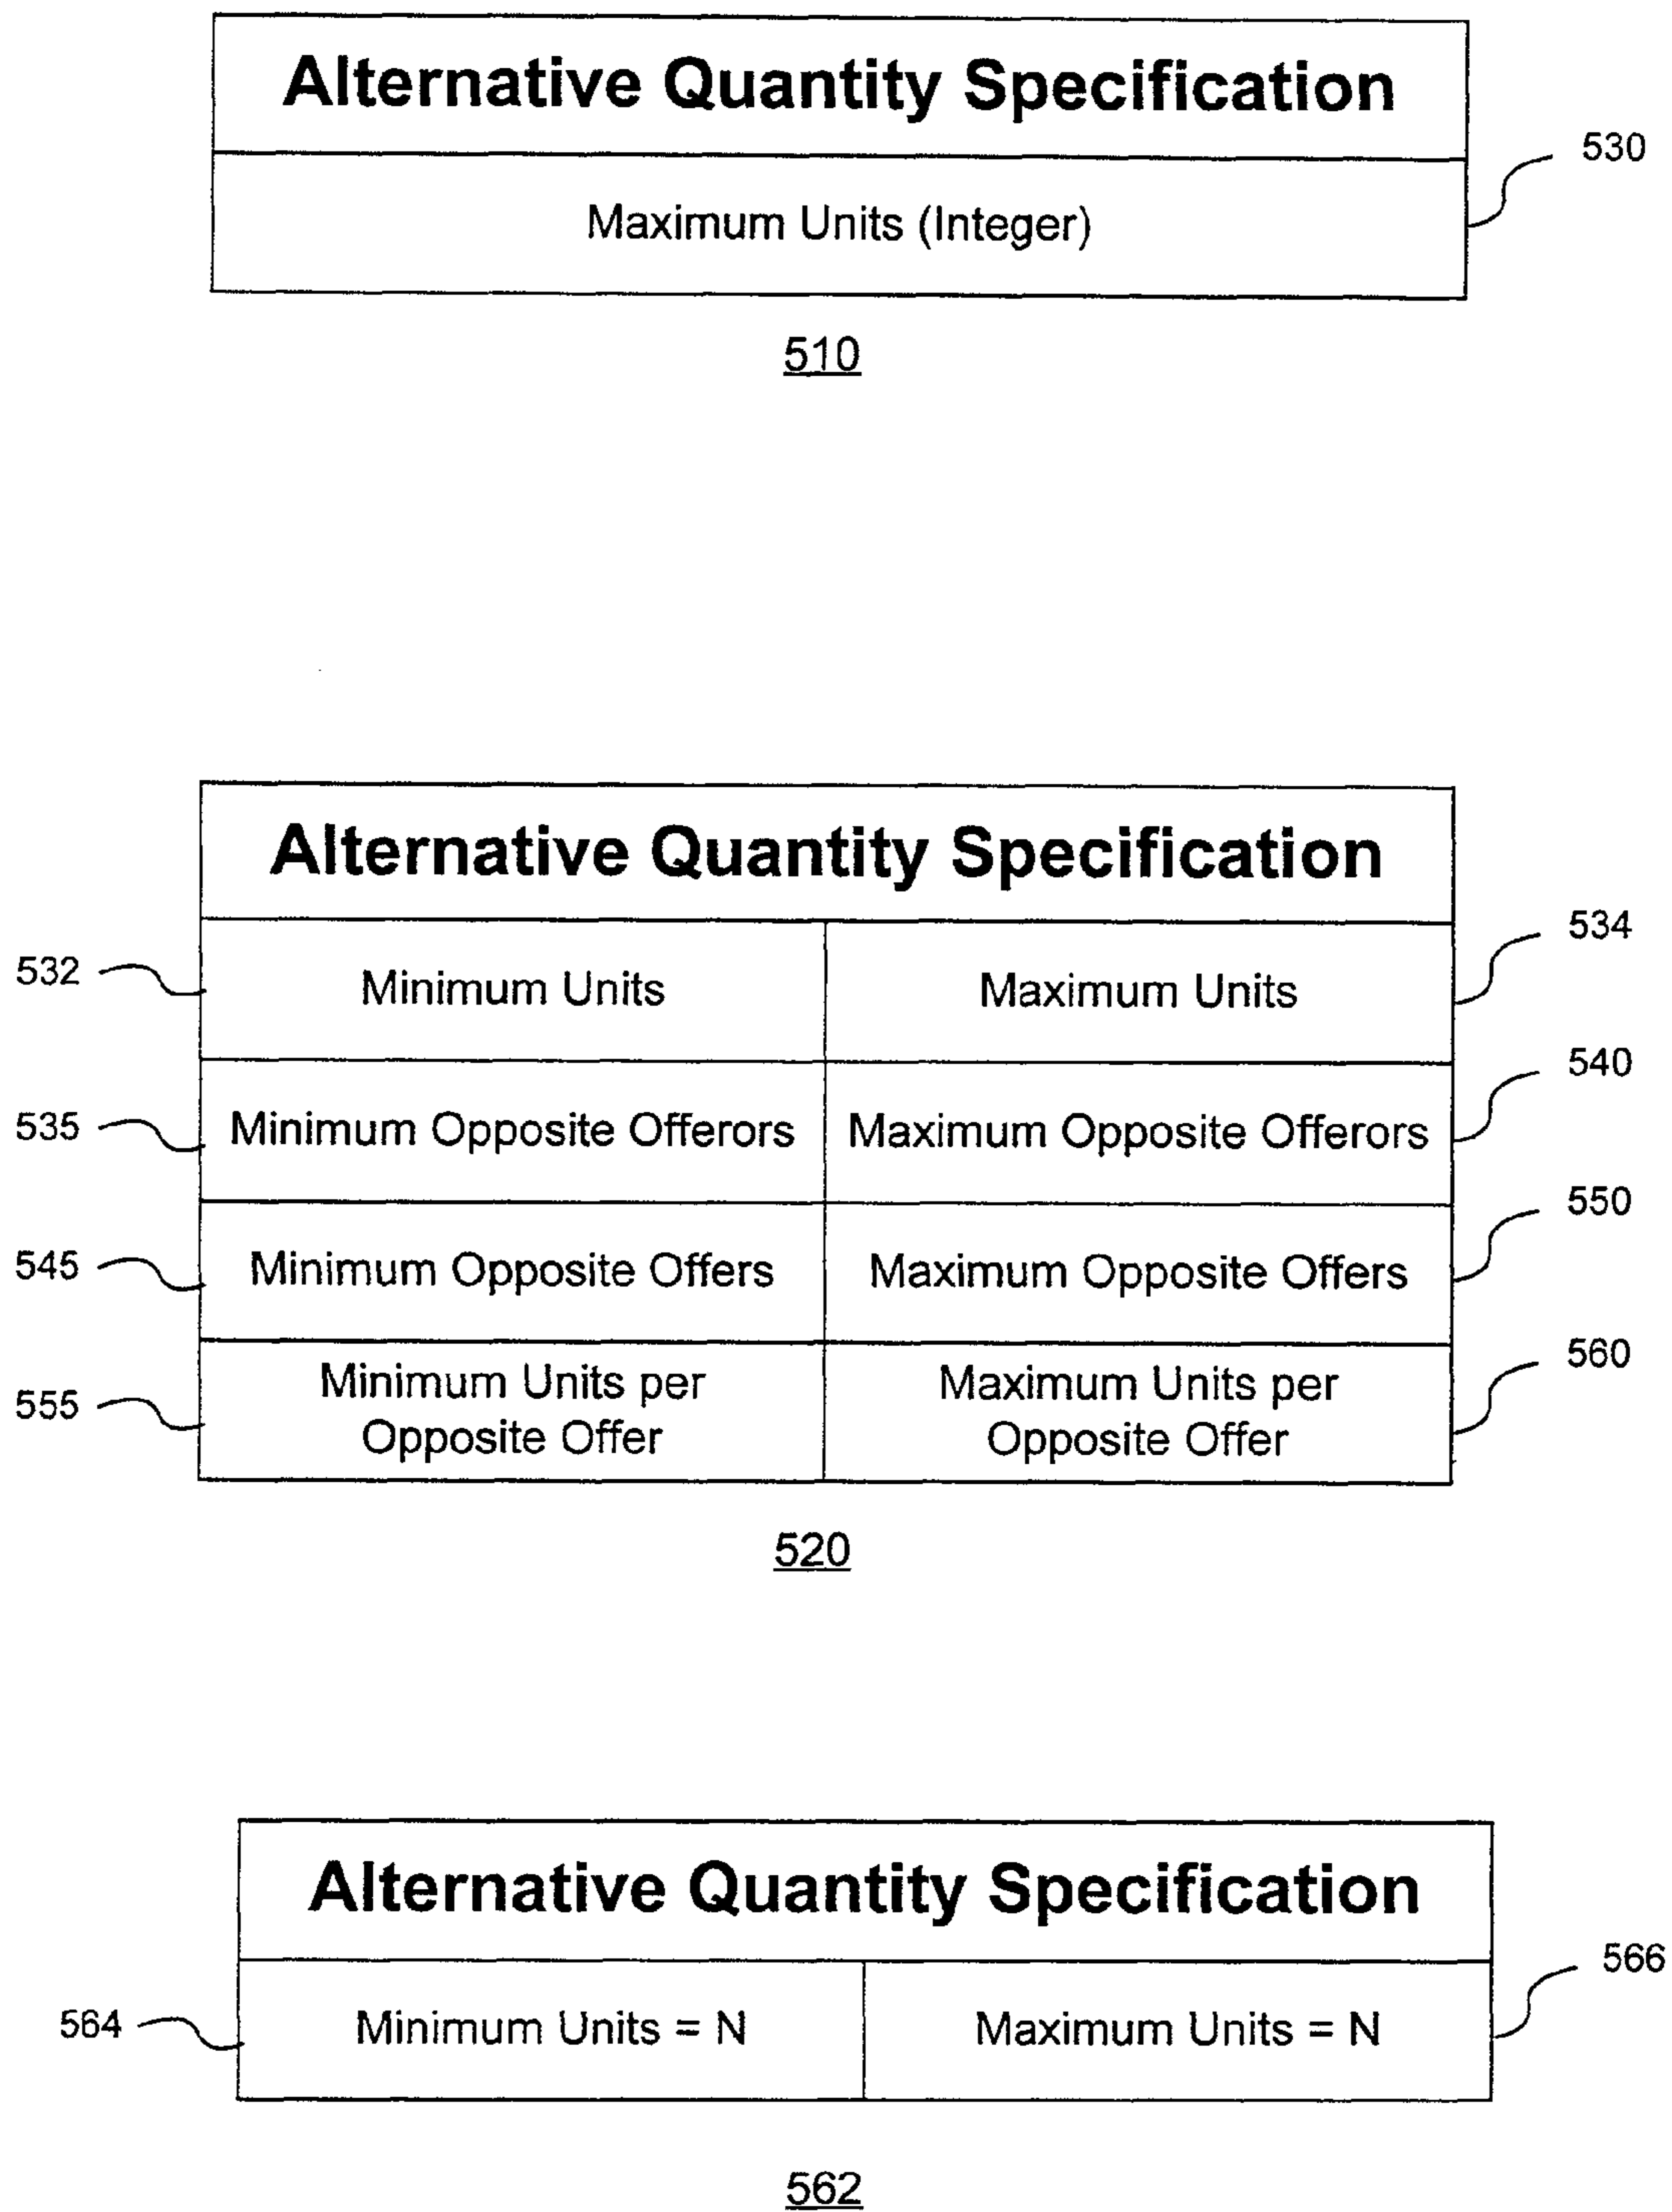 Alternative Quantity Specification
530
Maximum Units (Integer)
510
Alternative Quantity Specification
532
Minimum Units
Maximum Units
534
535
Minimum Opposite Offerors
Maximum Opposite Offerors
540
545
Minimum Opposite Offers
Maximum Opposite Offers
550
555
Minimum Units per
Opposite Offer
Maximum Units per
Opposite Offer
560
520
Alternative Quantity Specification
564
Minimum Units = N
Maximum Units = N
566
562